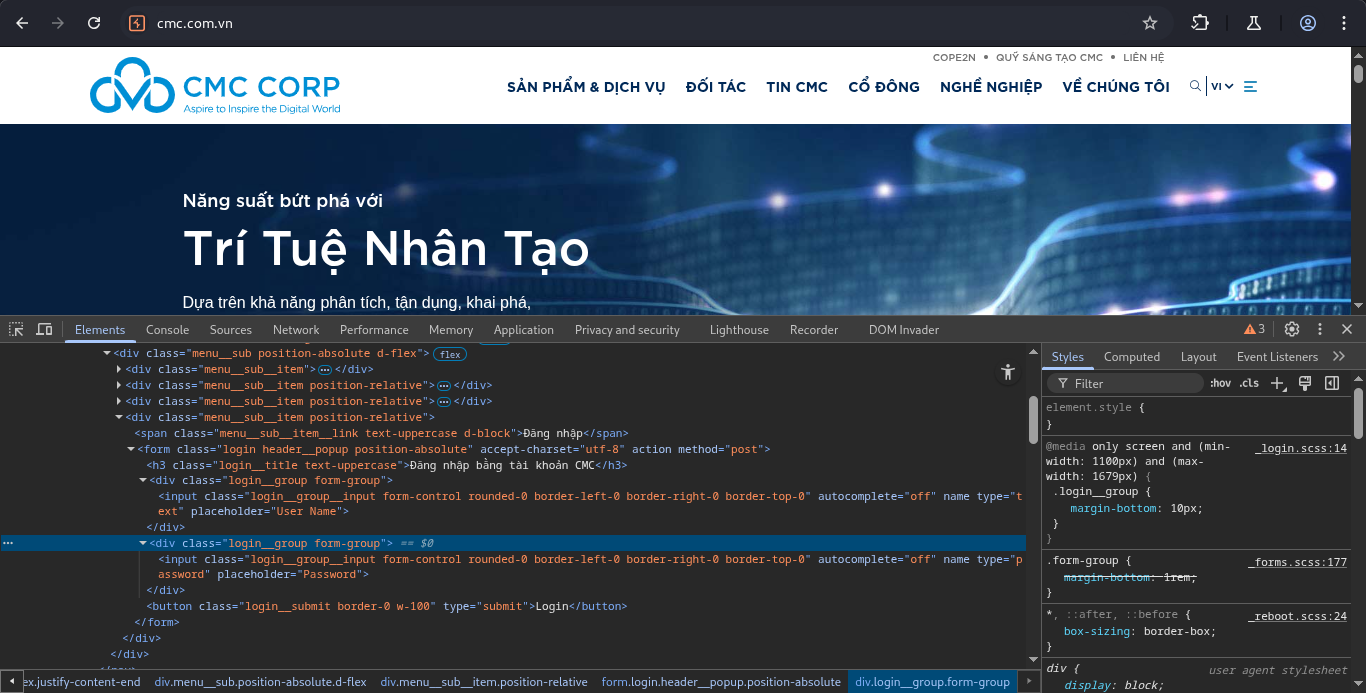 cmc.com.vn
COPE2N • QUỸ SÁNG TẠO CMC • LIÊN HỆ
CMC CORP
Aspire to Inspire the Digital World
SẢN PHẨM & DỊCH VỤ ĐỐI TÁC TIN CMC CỔ ĐÔNG NGHỀ NGHIỆP VỀ CHÚNG TÔI VI
Năng suất bứt phá với
Trí Tuệ Nhân Tạo
Dựa trên khả năng phân tích, tận dụng, khai phá,
Elements Console Sources Network Performance Memory Application Privacy and security Lighthouse Recorder DOM Invader 3
<div class="menu__sub position-absolute d-flex"> flex
<div class="menu__sub__item"> … </div>
<div class="menu__sub__item position-relative"> … </div>
<div class="menu__sub__item position-relative"> … </div>
<div class="menu__sub__item position-relative">
<span class="menu__sub__item__link text-uppercase d-block">Đăng nhập</span>
<form class="login header__popup position-absolute" accept-charset="utf-8" action method="post">
<h3 class="login__title text-uppercase">Đăng nhập bằng tài khoản CMC</h3>
<div class="login__group form-group">
<input class="login__group__input form-control rounded-0 border-left-0 border-right-0 border-top-0" autocomplete="off" name type="t
ext" placeholder="User Name">
</div>
<div class="login__group form-group"> == $0
<input class="login__group__input form-control rounded-0 border-left-0 border-right-0 border-top-0" autocomplete="off" name type="p
assword" placeholder="Password">
</div>
<button class="login__submit border-0 w-100" type="submit">Login</button>
</form>
</div>
</div>
ex.justify-content-end div.menu__sub.position-absolute.d-flex div.menu__sub__item.position-relative form.login.header__popup.position-absolute div.login__group.form-group
Styles Computed Layout Event Listeners
Filter :hov .cls
element.style {
}
@media only screen and (min- _login.scss:14
width: 1100px) and (max-
width: 1679px) {
.login__group {
margin-bottom: 10px;
}
}
.form-group { _forms.scss:177
margin-bottom: 1rem;
}
*, ::after, ::before { _reboot.scss:24
box-sizing: border-box;
}
div { user agent stylesheet
display: block;